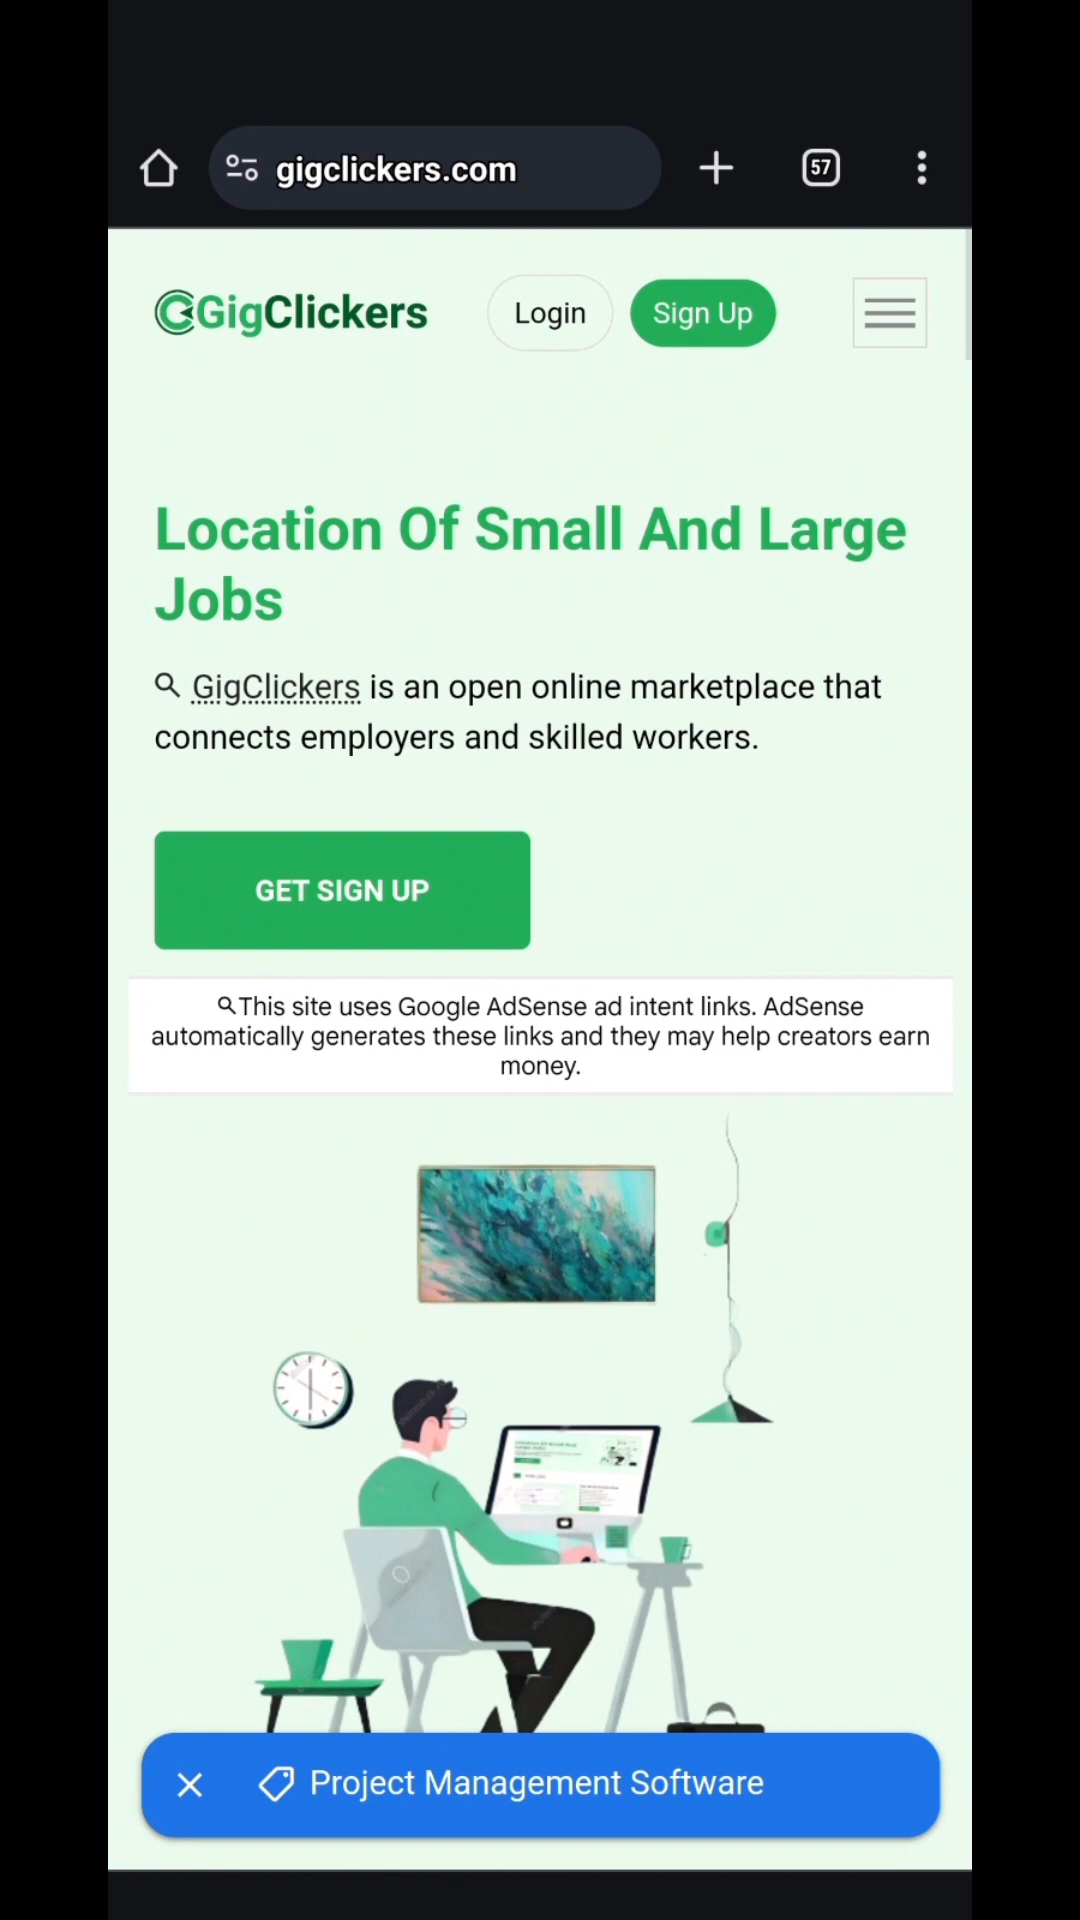 gigclickers.com
57
GigClickers
Login
Sign Up
Location Of Small And Large
Jobs
GigClickers is an open online marketplace that
connects employers and skilled workers.
GET SIGN UP
This site uses Google AdSense ad intent links. AdSense
automatically generates these links and they may help creators earn
money.
Project Management Software